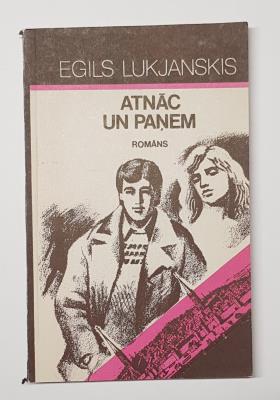 EGILS LUKJANSKIS
ATNĀC
UN PAŅEM
ROMĀNS